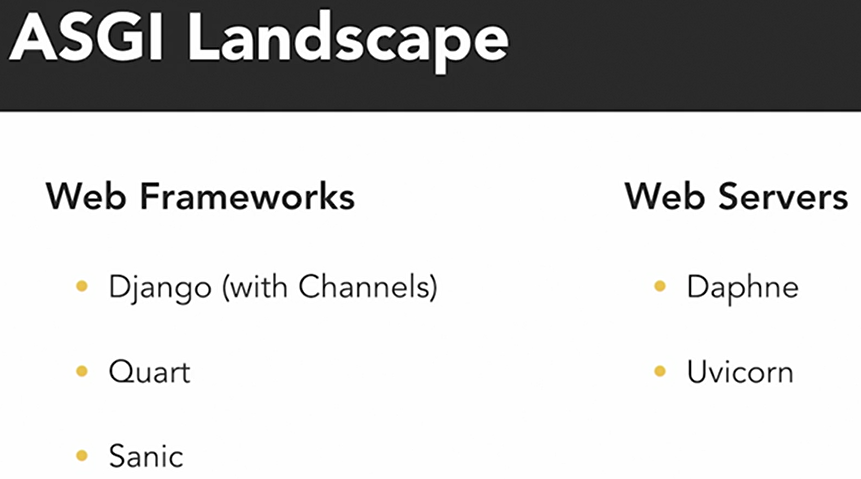 ASGI Landscape
Web Frameworks
Django (with Channels)
Quart
Sanic
Web Servers
Daphne
Uvicorn